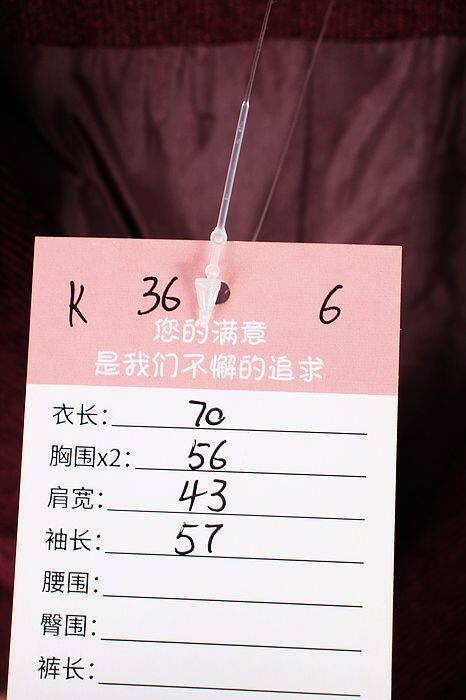 K 36 6
您的满意
是我们不懈的追求
衣长: 70
胸围x2: 56
肩宽: 43
袖长: 57
腰围:
臀围:
裤长: